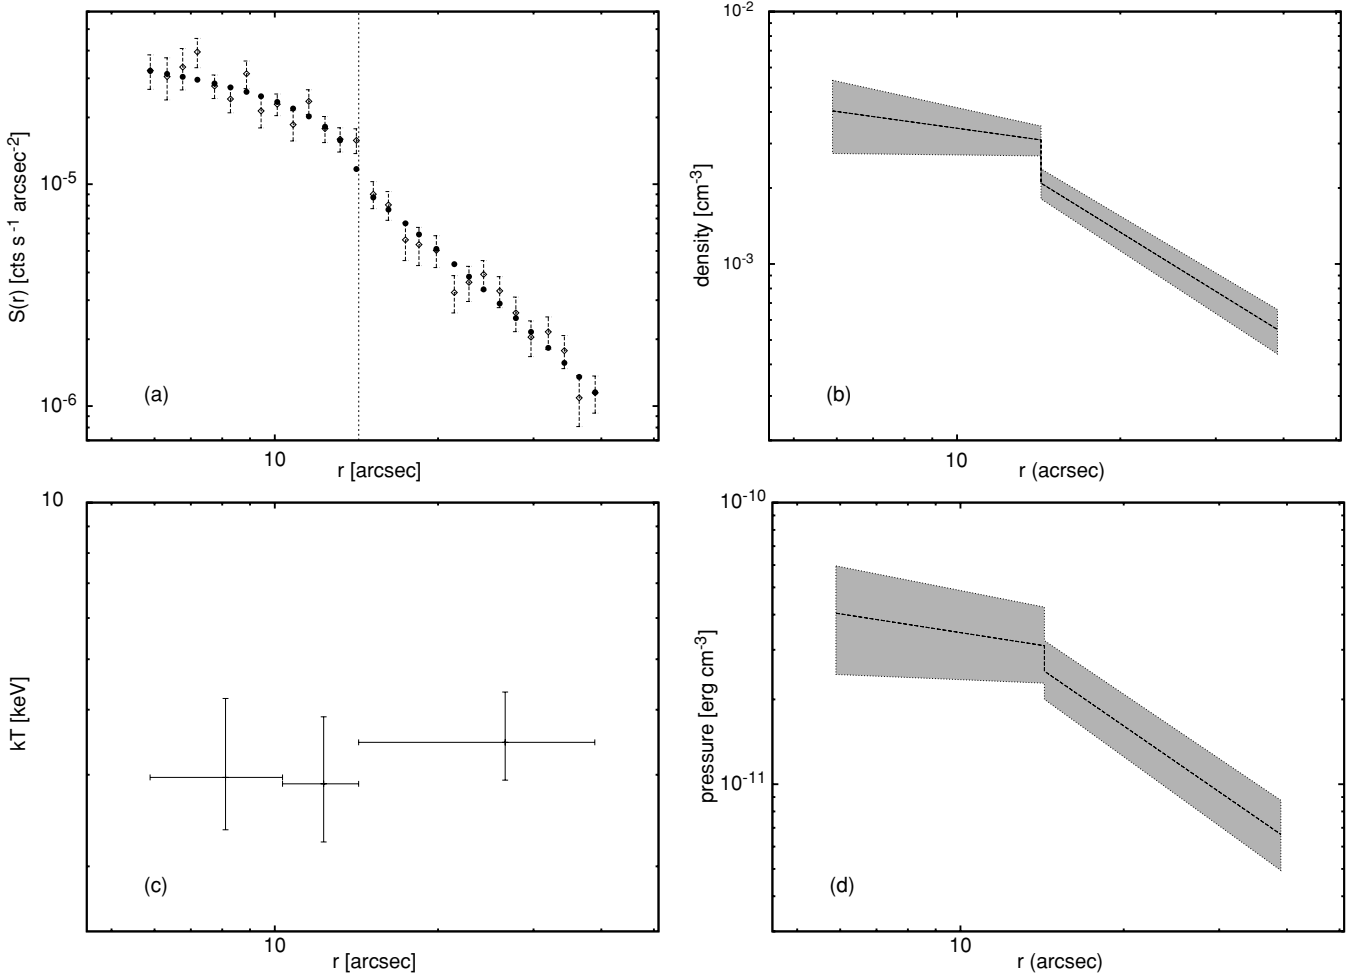 S(r) [cts s⁻¹ arcsec⁻²]
10⁻⁵
10⁻⁶
(a)
10
r [arcsec]
density [cm⁻³]
10⁻²
10⁻³
(b)
10
r (acrsec)
kT [keV]
10
(c)
10
r [arcsec]
pressure [erg cm⁻³]
10⁻¹⁰
10⁻¹¹
(d)
10
r (arcsec)